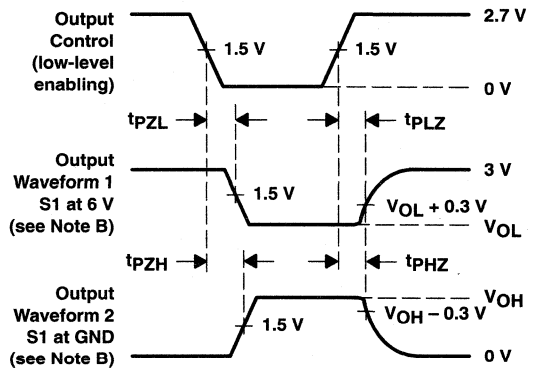 Output
Control
(low-level
enabling)
1.5 V
1.5 V
2.7 V
0 V
tPZL
tPLZ
Output
Waveform 1
S1 at 6 V
(see Note B)
1.5 V
3 V
VOL + 0.3 V
VOL
tPZH
tPHZ
Output
Waveform 2
S1 at GND
(see Note B)
1.5 V
VOH
VOH – 0.3 V
0 V